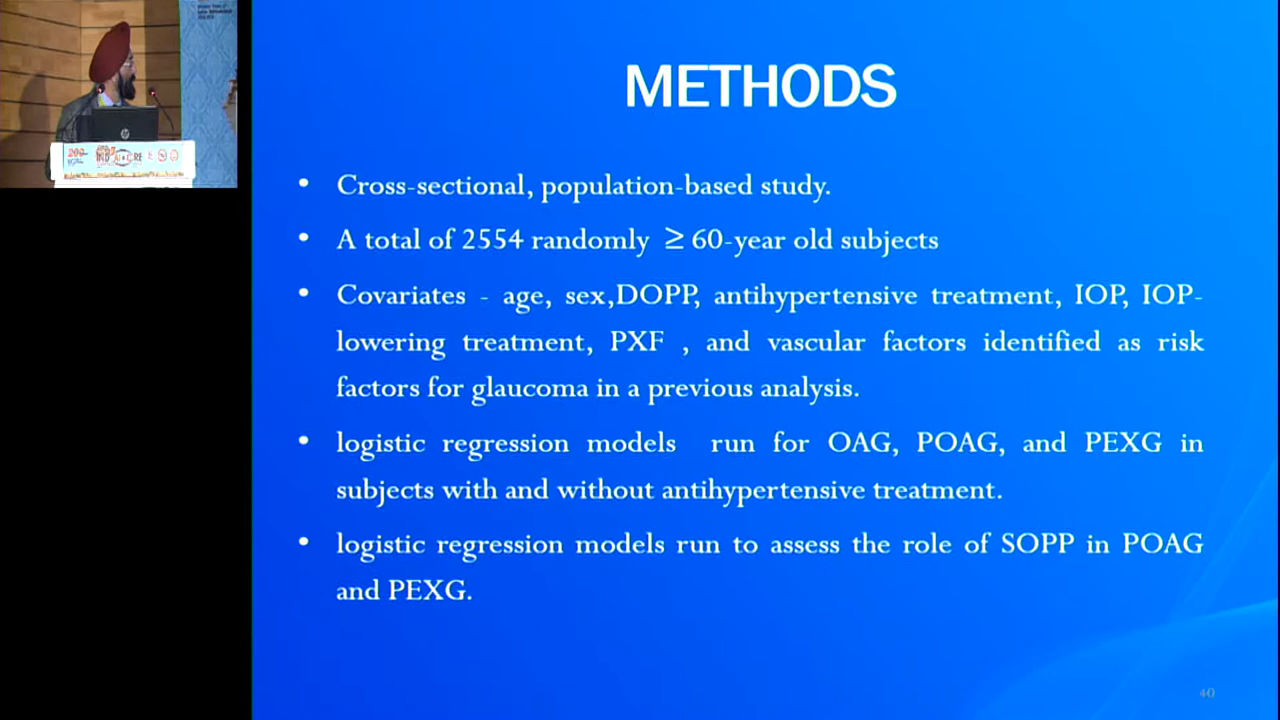 METHODS
• Cross-sectional, population-based study.
• A total of 2554 randomly ≥ 60-year old subjects
• Covariates - age, sex,DOPP, antihypertensive treatment, IOP, IOP-
lowering treatment, PXF , and vascular factors identified as risk
factors for glaucoma in a previous analysis.
• logistic regression models run for OAG, POAG, and PEXG in
subjects with and without antihypertensive treatment.
• logistic regression models run to assess the role of SOPP in POAG
and PEXG.
40